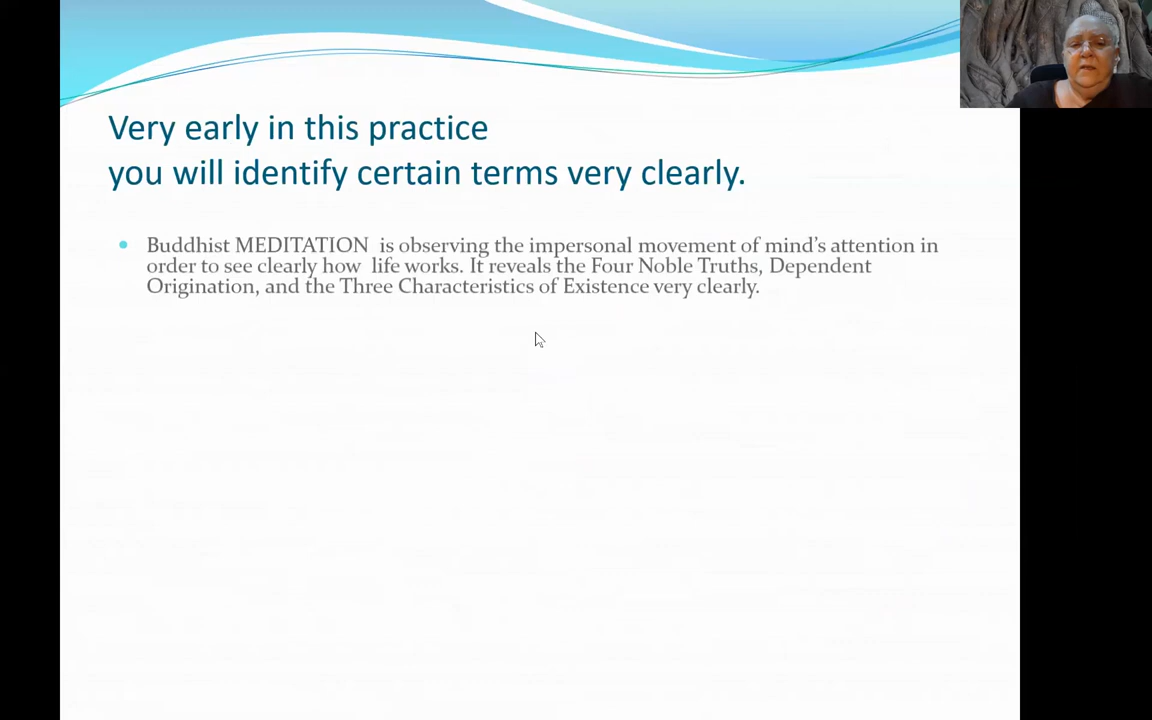 Very early in this practice
you will identify certain terms very clearly.
Buddhist MEDITATION is observing the impersonal movement of mind's attention in
order to see clearly how life works. It reveals the Four Noble Truths, Dependent
Origination, and the Three Characteristics of Existence very clearly.